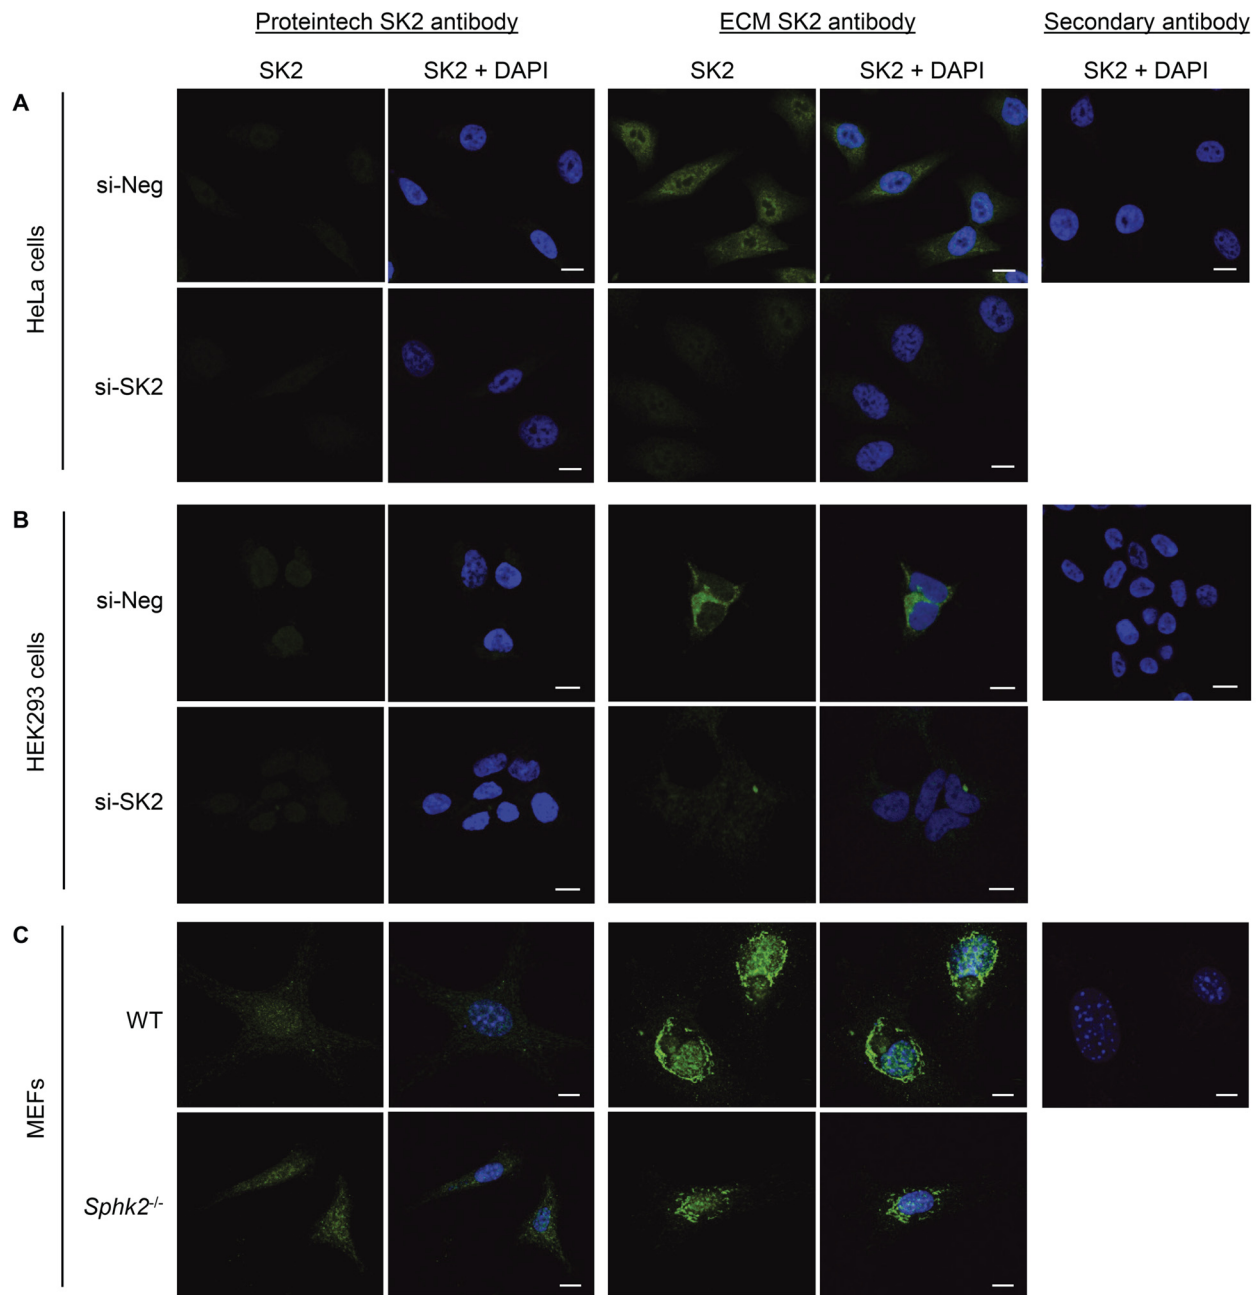 Proteintech SK2 antibody ECM SK2 antibody Secondary antibody
SK2 SK2 + DAPI SK2 SK2 + DAPI SK2 + DAPI
A
HeLa cells
si-Neg
si-SK2
B
HEK293 cells
si-Neg
si-SK2
C
MEFs
WT
Sphk2-/-